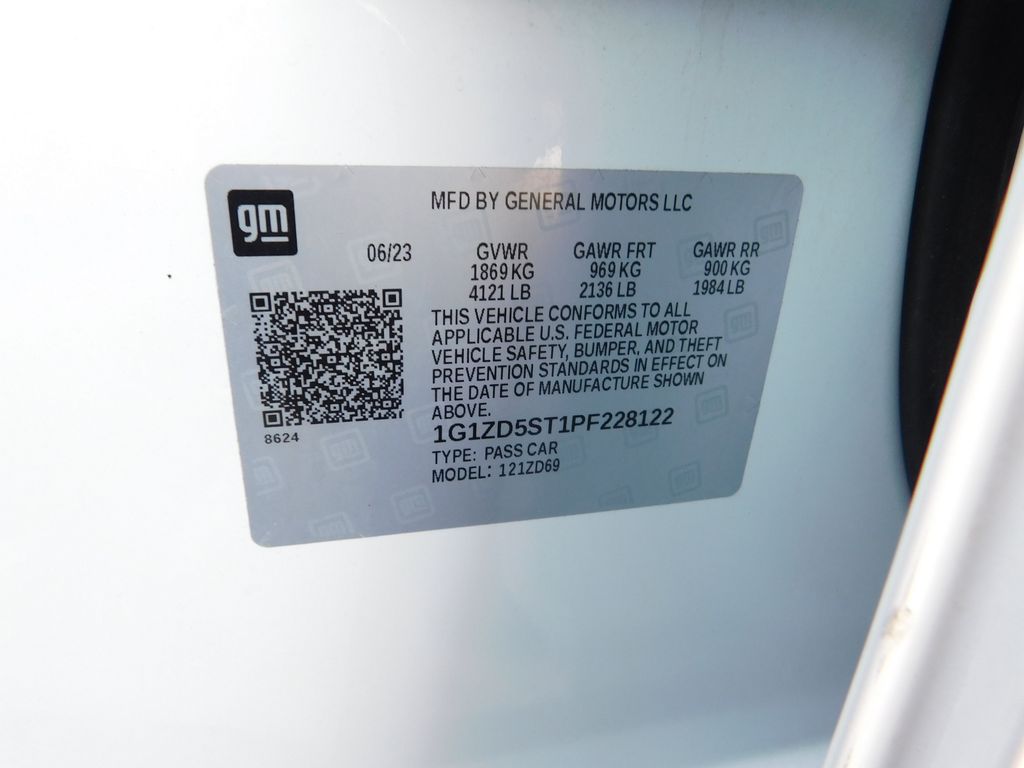 gm
MFD BY GENERAL MOTORS LLC
06/23 GVWR GAWR FRT GAWR RR
1869 KG 969 KG 900 KG
4121 LB 2136 LB 1984 LB
THIS VEHICLE CONFORMS TO ALL
APPLICABLE U.S. FEDERAL MOTOR
VEHICLE SAFETY, BUMPER, AND THEFT
PREVENTION STANDARDS IN EFFECT ON
THE DATE OF MANUFACTURE SHOWN
ABOVE.
8624
1G1ZD5ST1PF228122
TYPE: PASS CAR
MODEL: 121ZD69